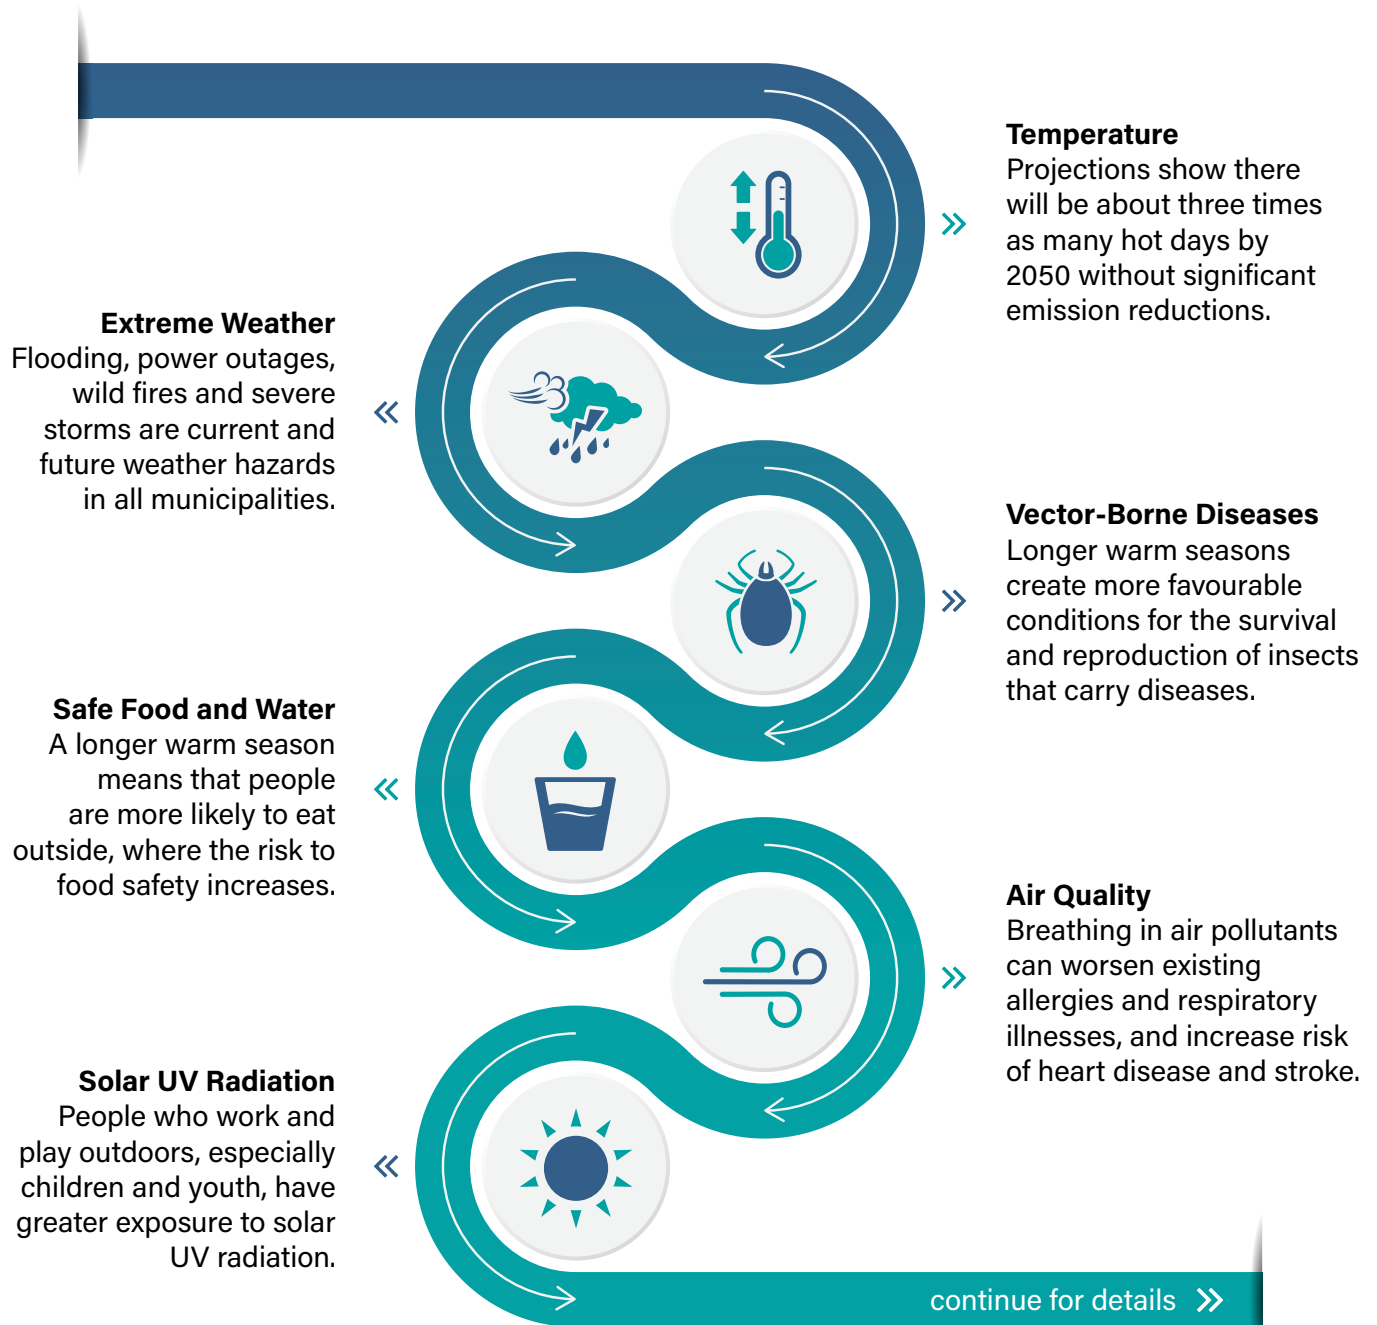 Temperature
Projections show there
will be about three times
as many hot days by
2050 without significant
emission reductions.
Extreme Weather
Flooding, power outages,
wild fires and severe
storms are current and
future weather hazards
in all municipalities.
Vector-Borne Diseases
Longer warm seasons
create more favourable
conditions for the survival
and reproduction of insects
that carry diseases.
Safe Food and Water
A longer warm season
means that people
are more likely to eat
outside, where the risk to
food safety increases.
Air Quality
Breathing in air pollutants
can worsen existing
allergies and respiratory
illnesses, and increase risk
of heart disease and stroke.
Solar UV Radiation
People who work and
play outdoors, especially
children and youth, have
greater exposure to solar
UV radiation.
continue for details